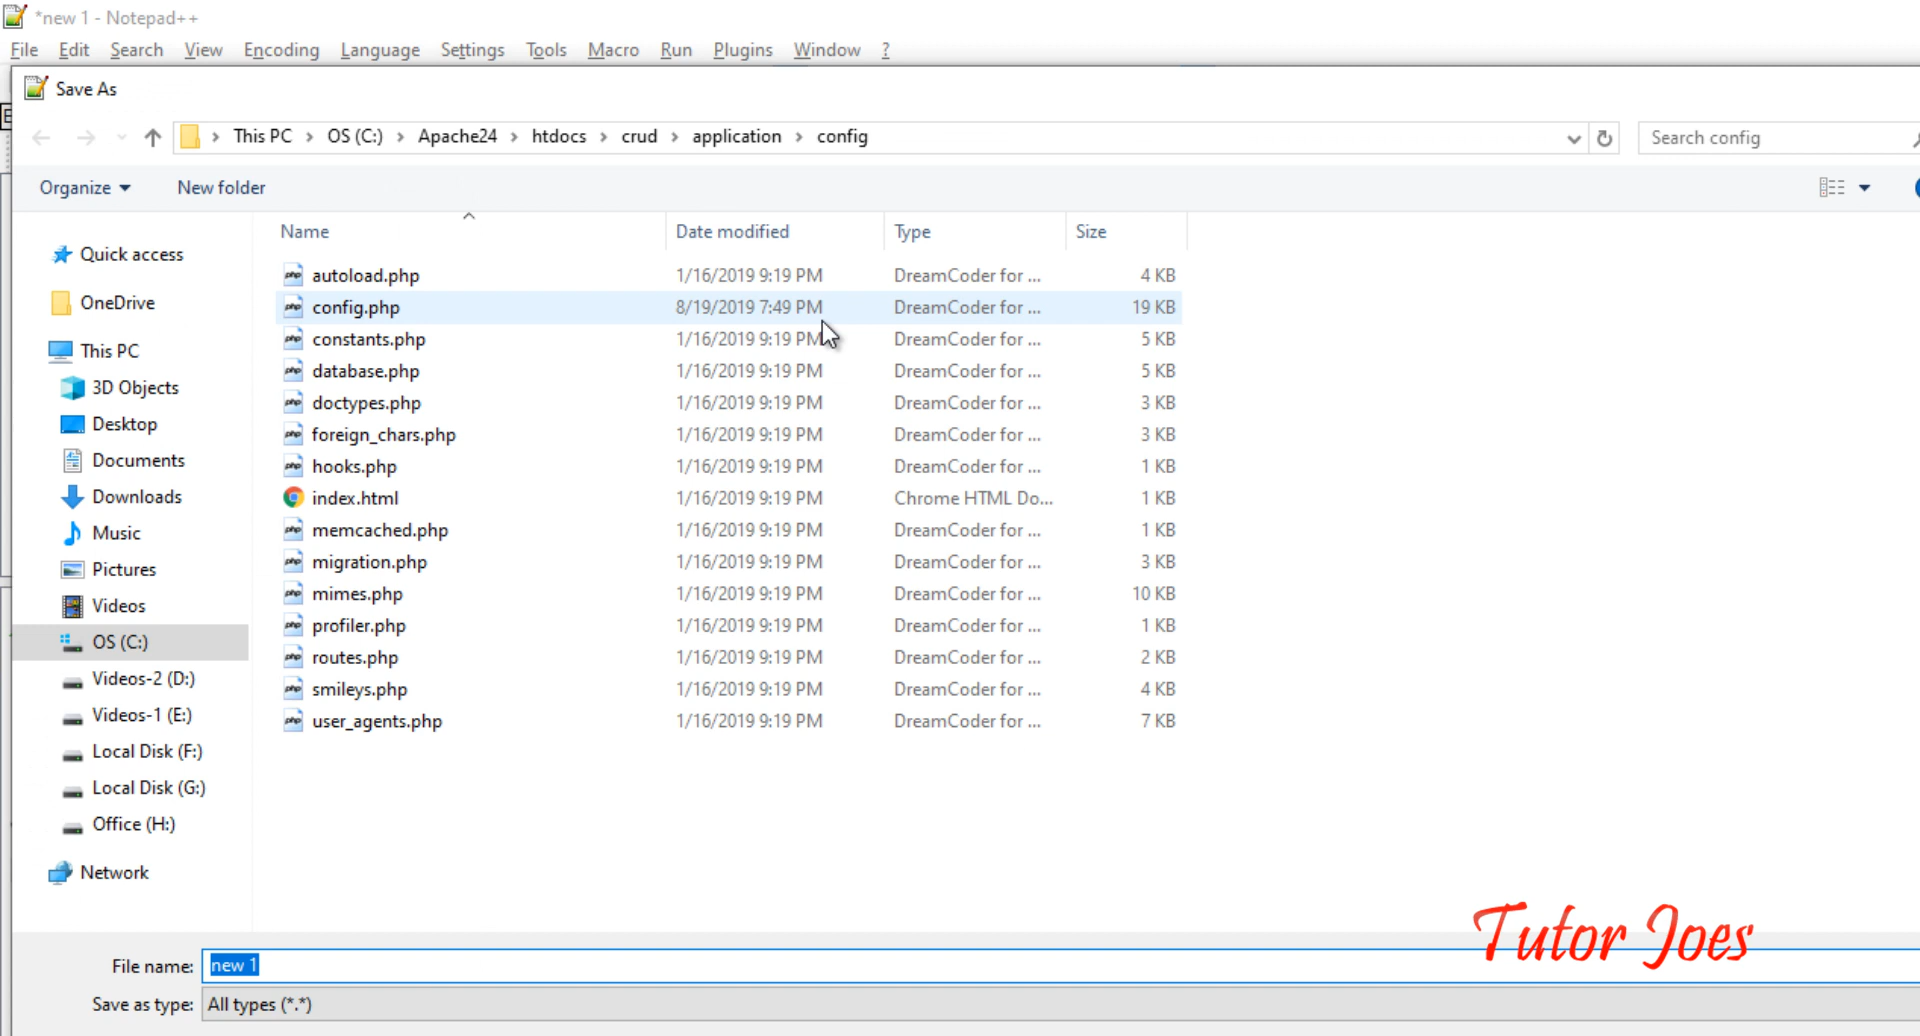 *new 1 - Notepad++
File Edit Search View Encoding Language Settings Tools Macro Run Plugins Window ?
Save As
This PC > OS (C:) > Apache24 > htdocs > crud > application > config
Search config
Organize New folder
Name Date modified Type Size
Quick access
OneDrive
This PC
3D Objects
Desktop
Documents
Downloads
Music
Pictures
Videos
OS (C:)
Videos-2 (D:)
Videos-1 (E:)
Local Disk (F:)
Local Disk (G:)
Office (H:)
Network
autoload.php 1/16/2019 9:19 PM DreamCoder for ... 4 KB
config.php 8/19/2019 7:49 PM DreamCoder for ... 19 KB
constants.php 1/16/2019 9:19 PM DreamCoder for ... 5 KB
database.php 1/16/2019 9:19 PM DreamCoder for ... 5 KB
doctypes.php 1/16/2019 9:19 PM DreamCoder for ... 3 KB
foreign_chars.php 1/16/2019 9:19 PM DreamCoder for ... 3 KB
hooks.php 1/16/2019 9:19 PM DreamCoder for ... 1 KB
index.html 1/16/2019 9:19 PM Chrome HTML Do... 1 KB
memcached.php 1/16/2019 9:19 PM DreamCoder for ... 1 KB
migration.php 1/16/2019 9:19 PM DreamCoder for ... 3 KB
mimes.php 1/16/2019 9:19 PM DreamCoder for ... 10 KB
profiler.php 1/16/2019 9:19 PM DreamCoder for ... 1 KB
routes.php 1/16/2019 9:19 PM DreamCoder for ... 2 KB
smileys.php 1/16/2019 9:19 PM DreamCoder for ... 4 KB
user_agents.php 1/16/2019 9:19 PM DreamCoder for ... 7 KB
Tutor Joes
File name: new 1
Save as type: All types (*.*)